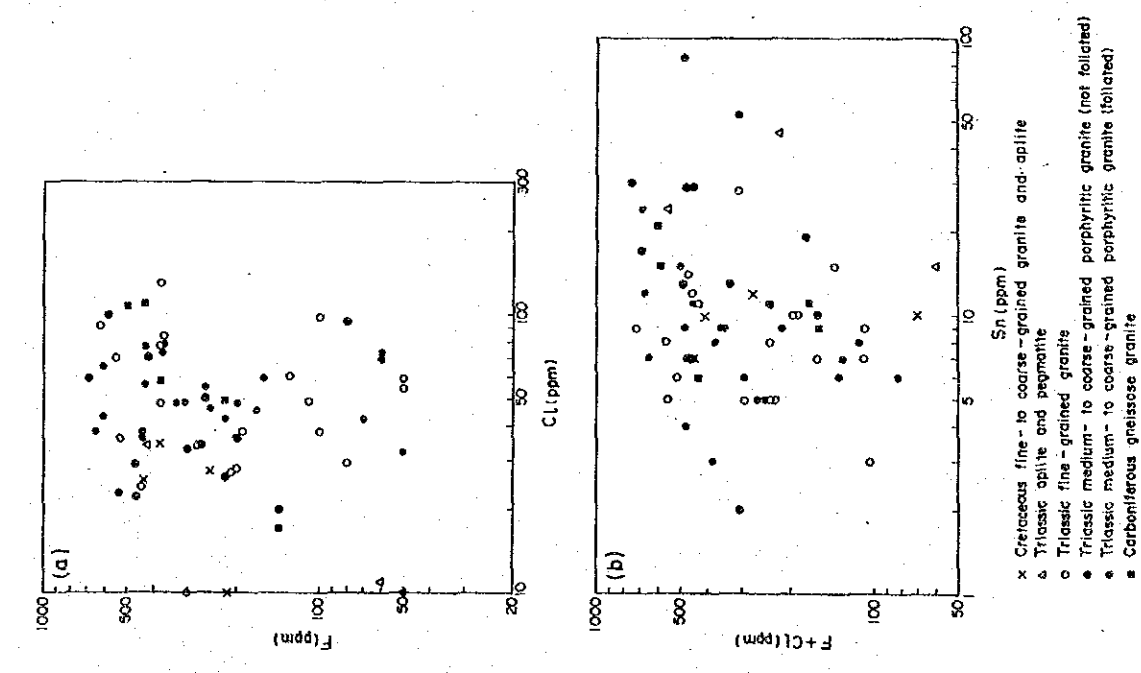 (a)
1000
500
100
50
20
F(ppm)
10
50
100
300
Cl(ppm)
(b)
1000
500
100
50
F+Cl(ppm)
1
5
10
50
100
Sn(ppm)
x Cretaceous fine- to coarse-grained granite and aplite
△ Triassic aplite and pegmatite
○ Triassic fine-grained granite
● Triassic medium- to coarse-grained porphyritic granite (not foliated)
● Triassic medium- to coarse-grained porphyritic granite (foliated)
■ Carboniferous gneissose granite